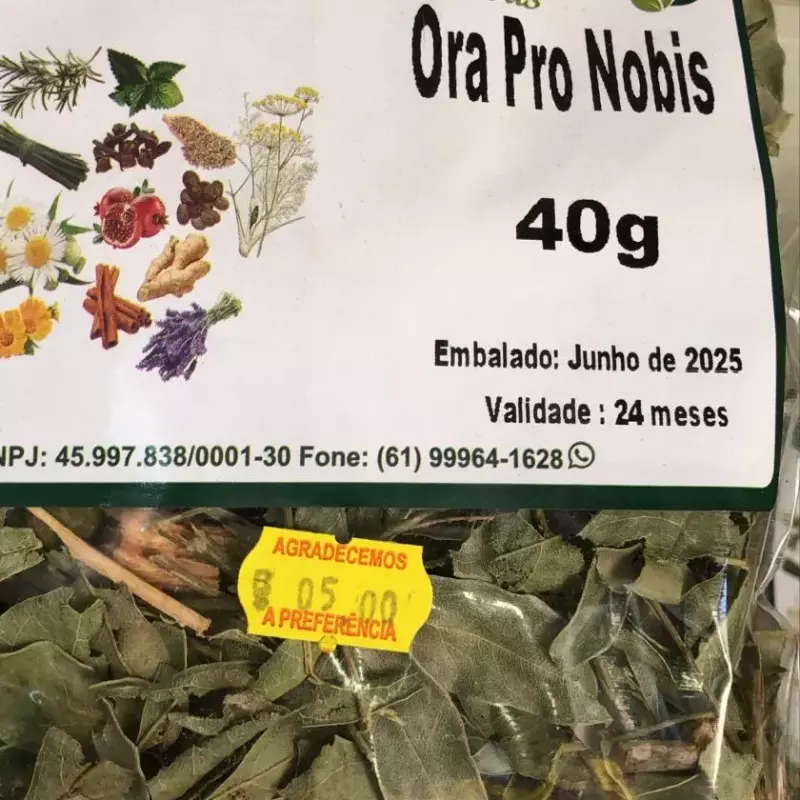 Ora Pro Nobis
40g
Embalado: Junho de 2025
Validade : 24 meses
NPJ: 45.997.838/0001-30 Fone: (61) 99964-1628
AGRADECEMOS
05 00
A PREFERÊNCIA